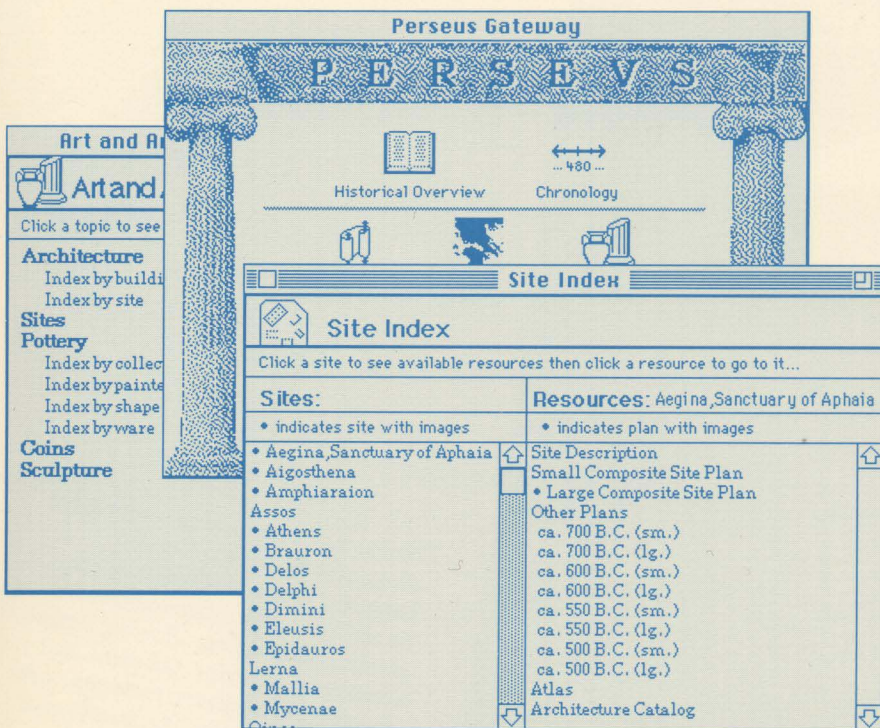 Perseus Gateway
P E R S E V S
Historical Overview
... 480 ...
Chronology
Art and
Art and
Click a topic to see
Architecture
Index by
Index by site
Sites
Pottery
Index by
Index by
Index by shape
Index by ware
Coins
Sculpture
Site Index
Site Index
Click a site to see available resources then click a resource to go to it...
Sites:
• indicates site with images
• Aegina,Sanctuary of Aphaia
• Aigosthena
• Amphiaraion
Assos
• Athens
• Brauron
• Delos
• Delphi
• Dimini
• Eleusis
• Epidauros
Lerna
• Mallia
• Mycenae
Resources: Aegina,Sanctuary of Aphaia
• indicates plan with images
Site Description
Small Composite Site Plan
• Large Composite Site Plan
Other Plans
ca. 700 B.C. (sm.)
ca. 700 B.C. (lg.)
ca. 600 B.C. (sm.)
ca. 600 B.C. (lg.)
ca. 550 B.C. (sm.)
ca. 550 B.C. (lg.)
ca. 500 B.C. (sm.)
ca. 500 B.C. (lg.)
Atlas
Architecture Catalog